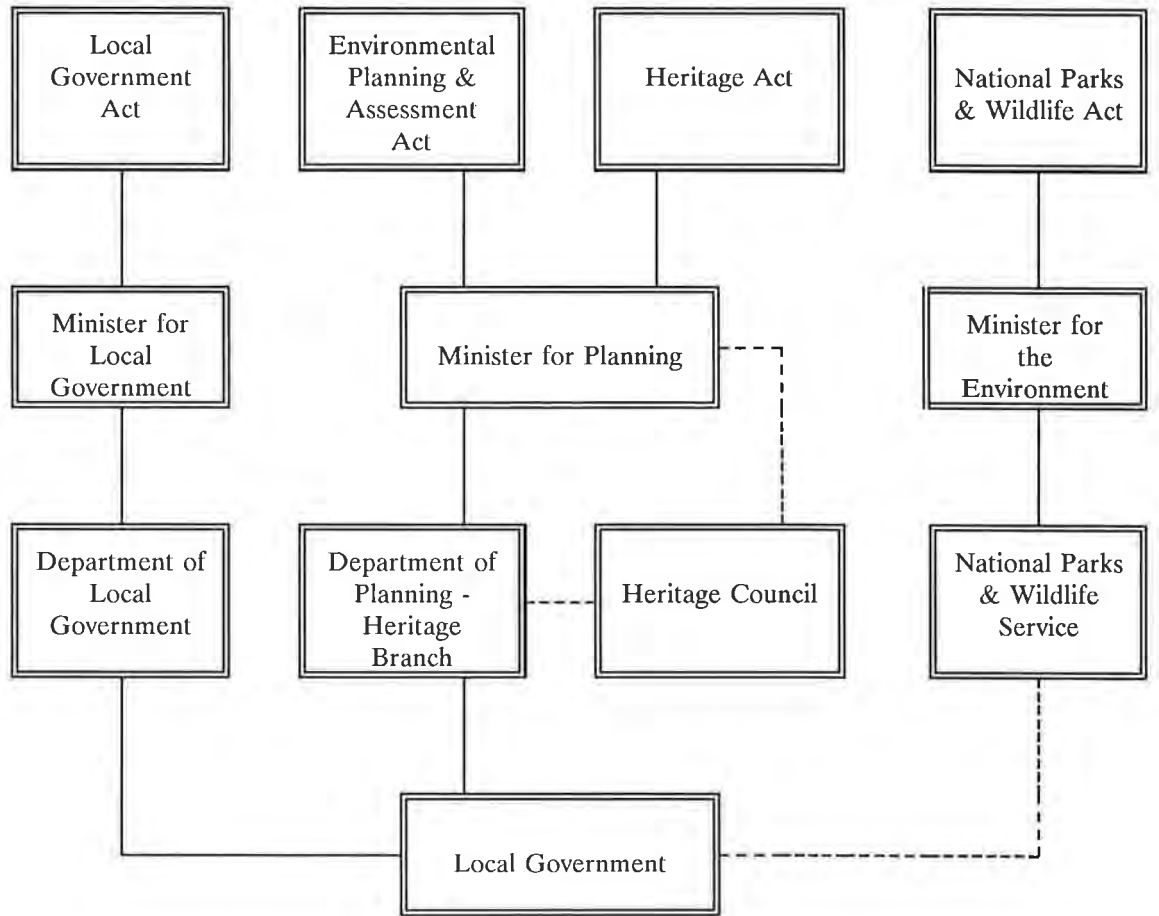 Local
Government
Act
Environmental
Planning &
Assessment
Act
Heritage Act
National Parks
& Wildlife Act
Minister for
Local
Government
Minister for Planning
Minister for
the
Environment
Department of
Local
Government
Department of
Planning -
Heritage
Branch
Heritage Council
National Parks
& Wildlife
Service
Local Government